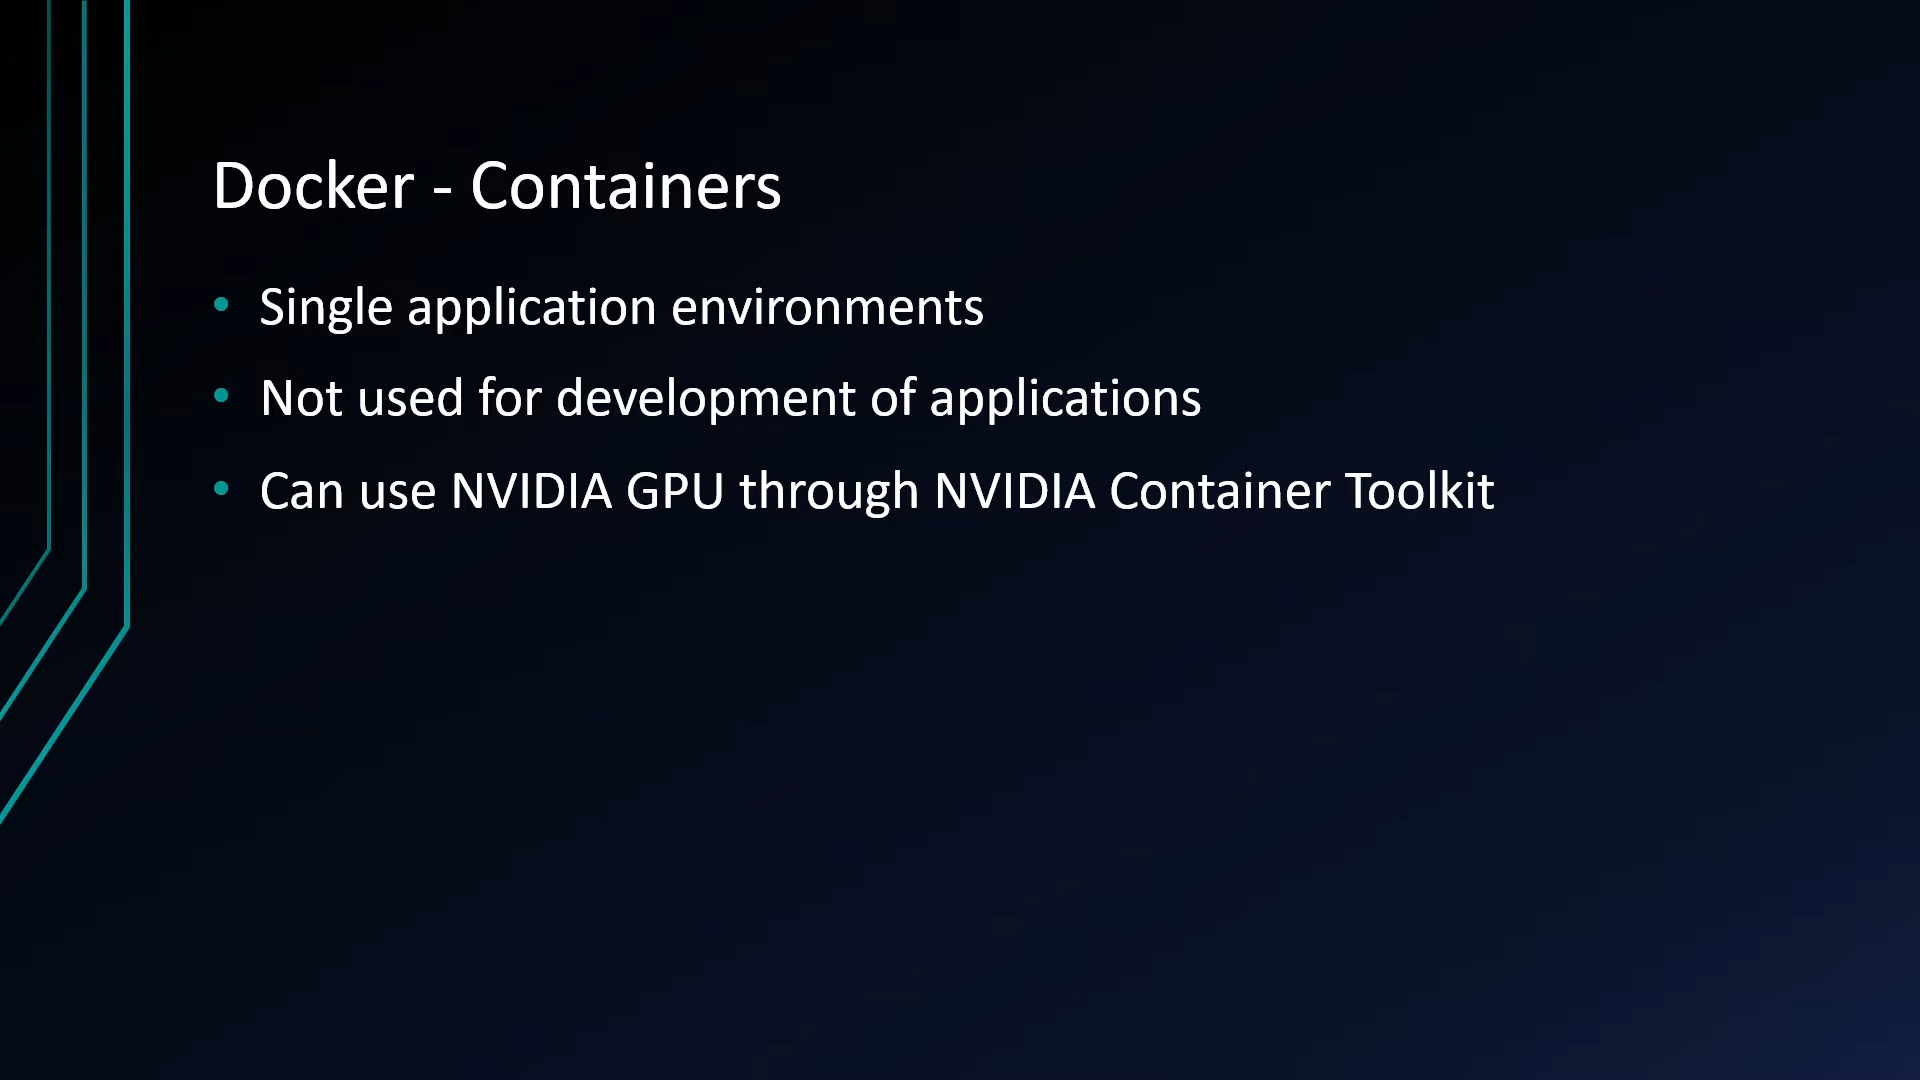 Docker - Containers
• Single application environments
• Not used for development of applications
• Can use NVIDIA GPU through NVIDIA Container Toolkit